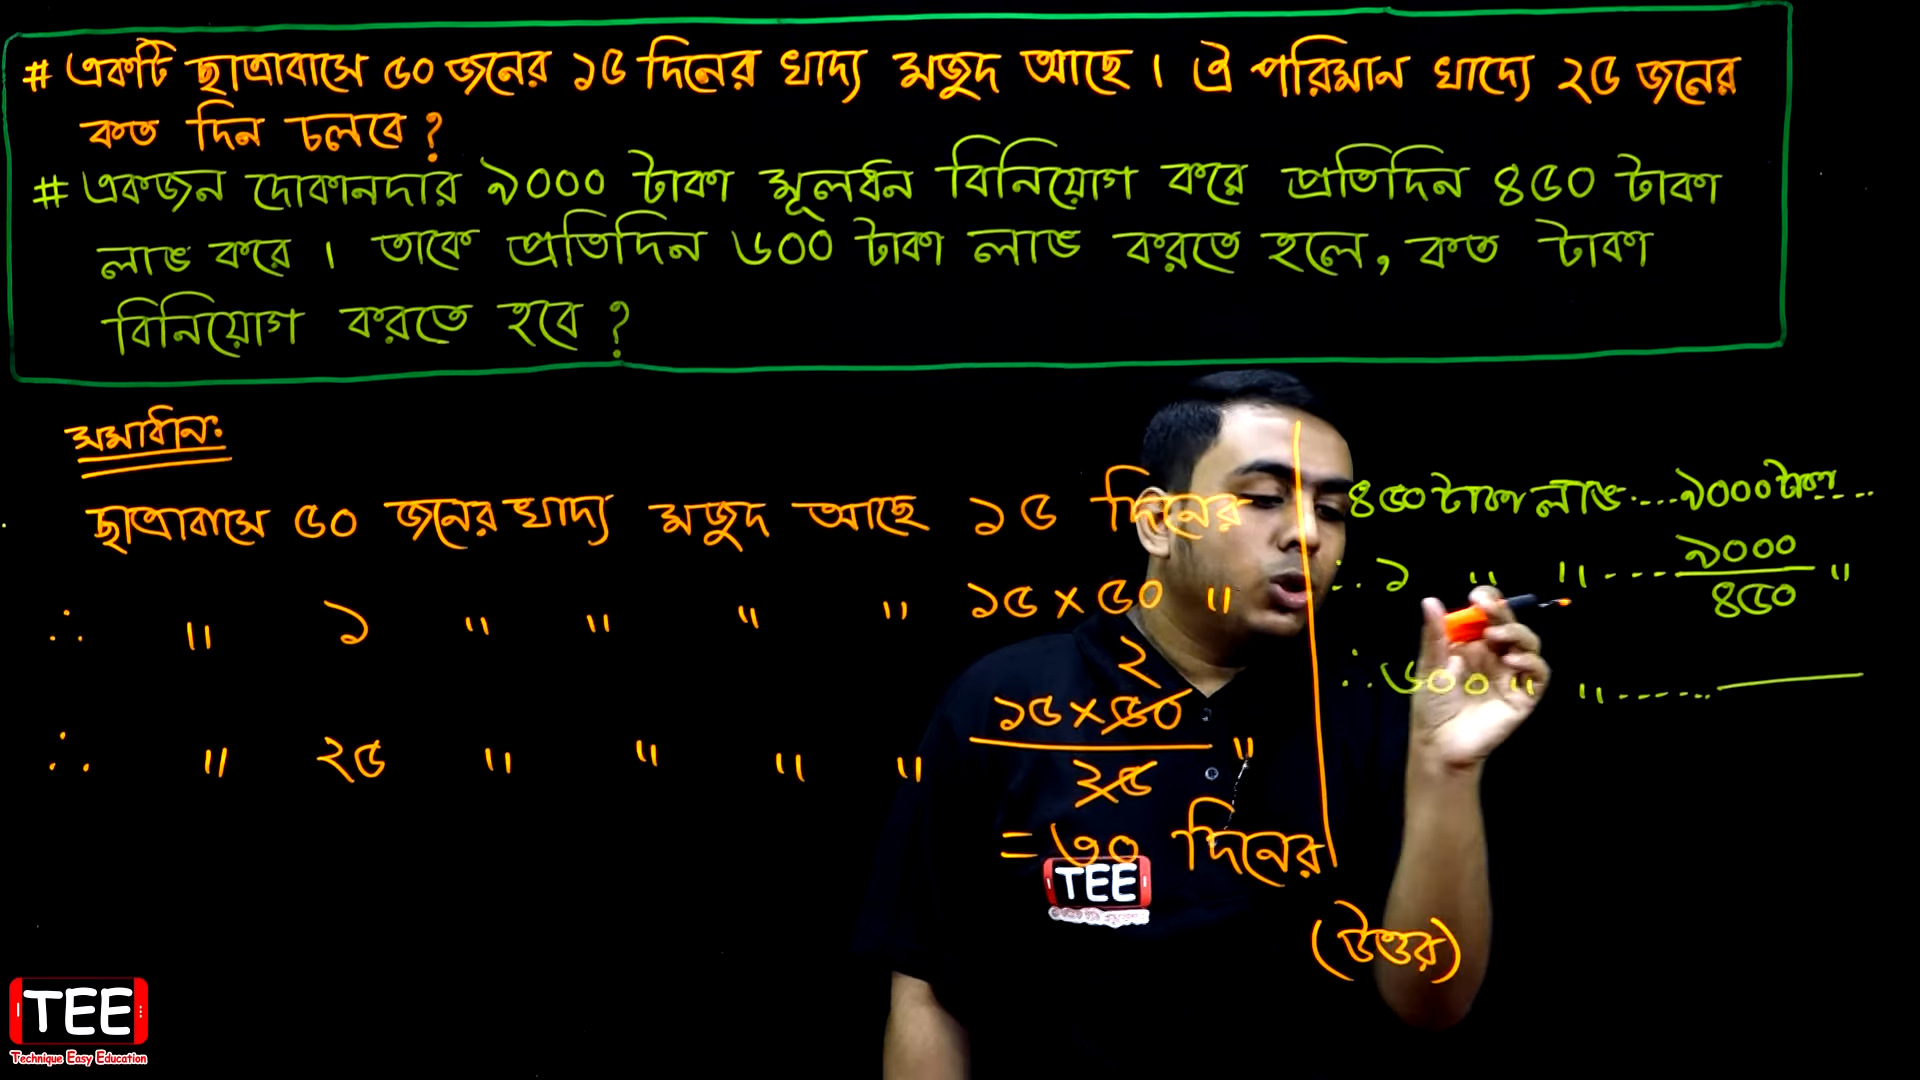 # একটি ছাত্রাবাসে ৫০ জনের ১৫ দিনের খাদ্য মজুদ আছে। ঐ পরিমান খাদ্যে ২৫ জনের
কত দিন চলবে?
# একজন দোকানদার ৯০০০ টাকা মূলধন বিনিয়োগ করে প্রতিদিন ৪৫০ টাকা
লাভ করে। তাকে প্রতিদিন ৬০০ টাকা লাভ করতে হলে, কত টাকা
বিনিয়োগ করতে হবে?
সমাধান:
ছাত্রাবাসে ৫০ জনের খাদ্য মজুদ আছে ১৫ দিনের
∴ " ১ " " " " ১৫ × ৫০ "
২
১৫ × ৫০
∴ " ২৫ " " " " "
২৫
= ৩০ দিনের
(উত্তর)
৪৫০ টাকা লাভ .... ৯০০০ টাকা ....
৯০০০
∴ ১ " " ---- "
৪৫০
∴ ৬০০ " " ------
TEE
TEE
Technique Easy Education